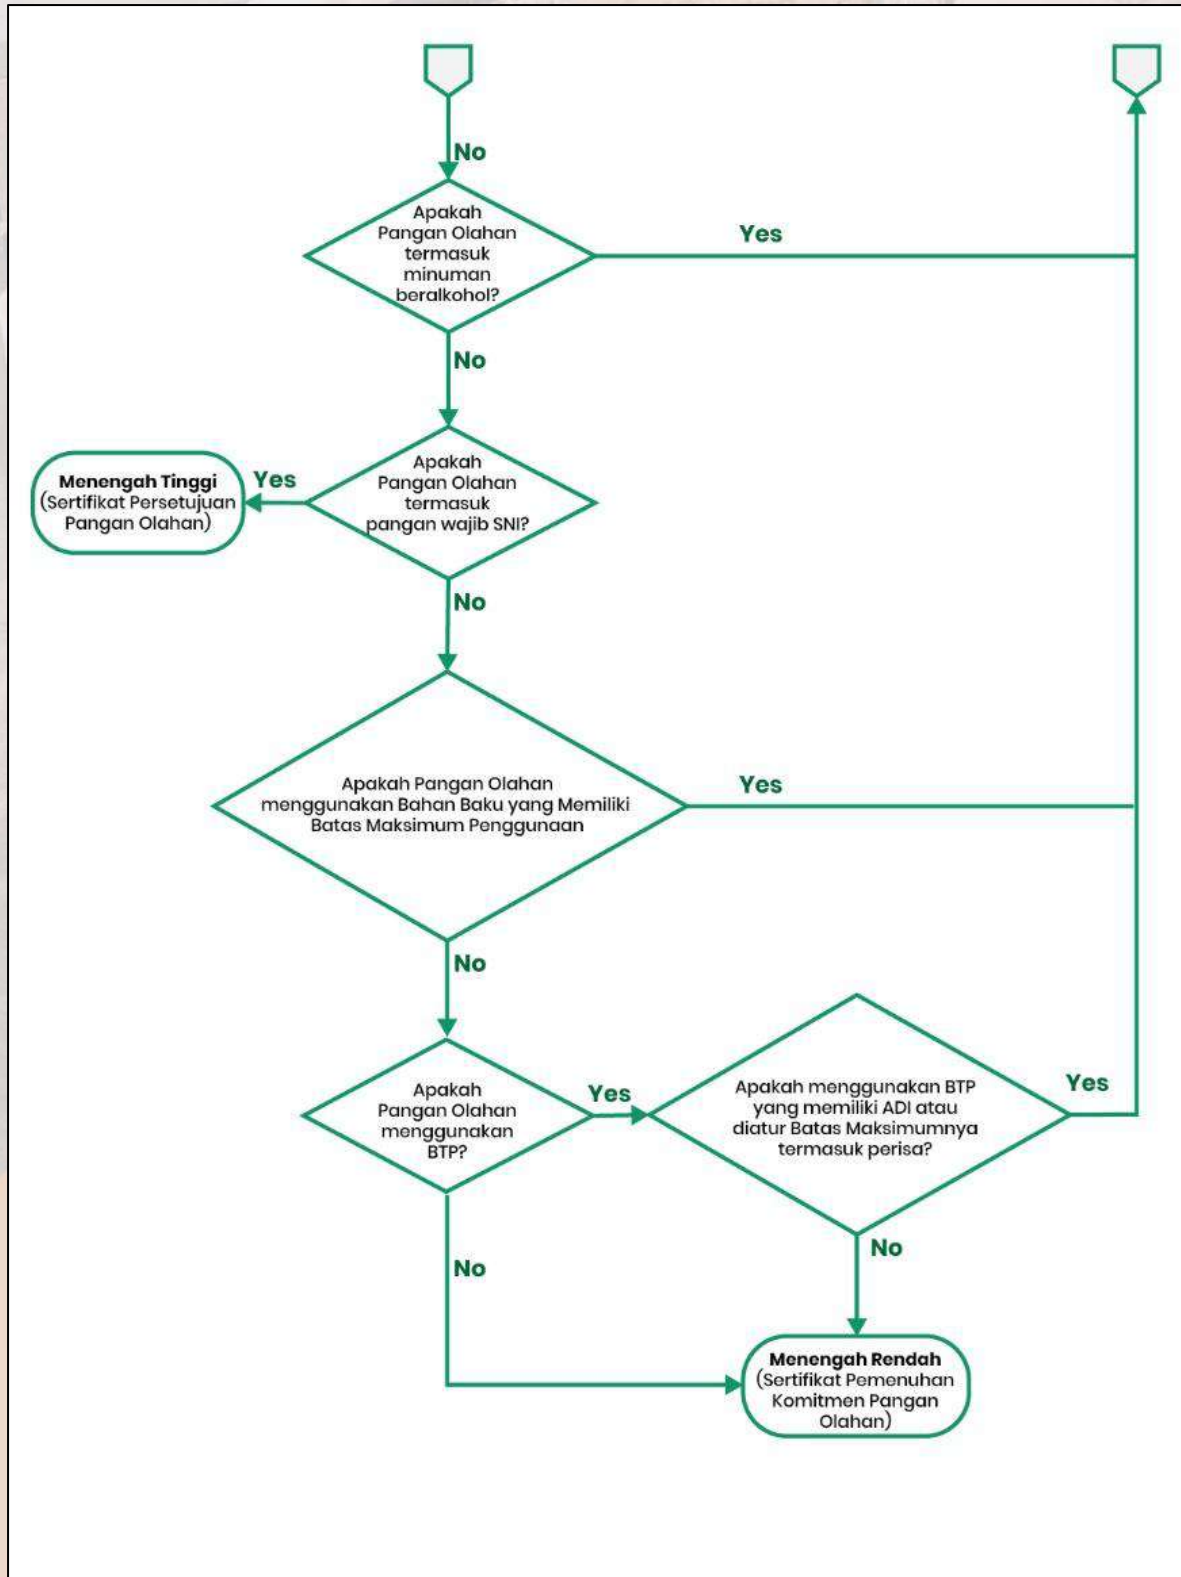 No
Apakah
Pangan Olahan
termasuk
minuman
beralkohol?
Yes
No
Apakah
Pangan Olahan
termasuk
pangan wajib SNI?
Yes
Menengah Tinggi
(Sertifikat Persetujuan
Pangan Olahan)
No
Apakah Pangan Olahan
menggunakan Bahan Baku yang Memiliki
Batas Maksimum Penggunaan
Yes
No
Apakah
Pangan Olahan
menggunakan
BTP?
Yes
Apakah menggunakan BTP
yang memiliki ADI atau
diatur Batas Maksimumnya
termasuk perisa?
Yes
No
No
Menengah Rendah
(Sertifikat Pemenuhan
Komitmen Pangan
Olahan)